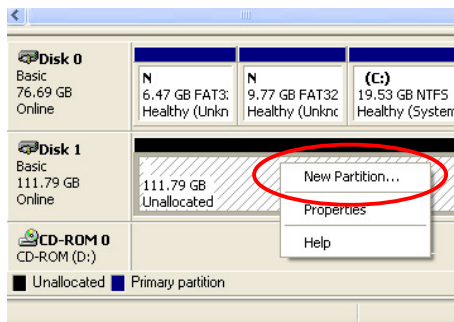 Disk 0
Basic
76.69 GB
Online
N
6.47 GB FAT3
Healthy (Unkn
N
9.77 GB FAT32
Healthy (Unknc
(C:)
19.53 GB NTFS
Healthy (System
Disk 1
Basic
111.79 GB
Online
111.79 GB
Unallocated
New Partition...
Properties
Help
CD-ROM 0
CD-ROM (D:)
Unallocated Primary partition